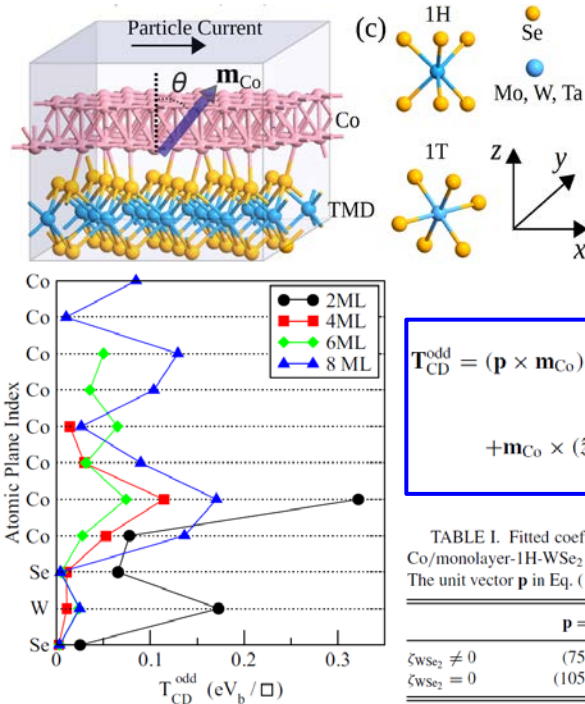 Particle Current
θ
m_Co
Co
TMD
(c)
1H
Se
Mo, W, Ta
1T
z
y
x
Atomic Plane Index
Co
Co
Co
Co
Co
Co
Co
Co
Se
W
Se
2ML
4ML
6ML
8 ML
0
0.1
0.2
0.3
T_CD^odd (eV_b / □)
T_CD^odd = (p × m_Co)
+m_Co × (
TABLE I. Fitted coef
Co/monolayer-1H-WSe₂
The unit vector p in Eq. (
p =
ζ_WSe₂ ≠ 0 (75
ζ_WSe₂ = 0 (105